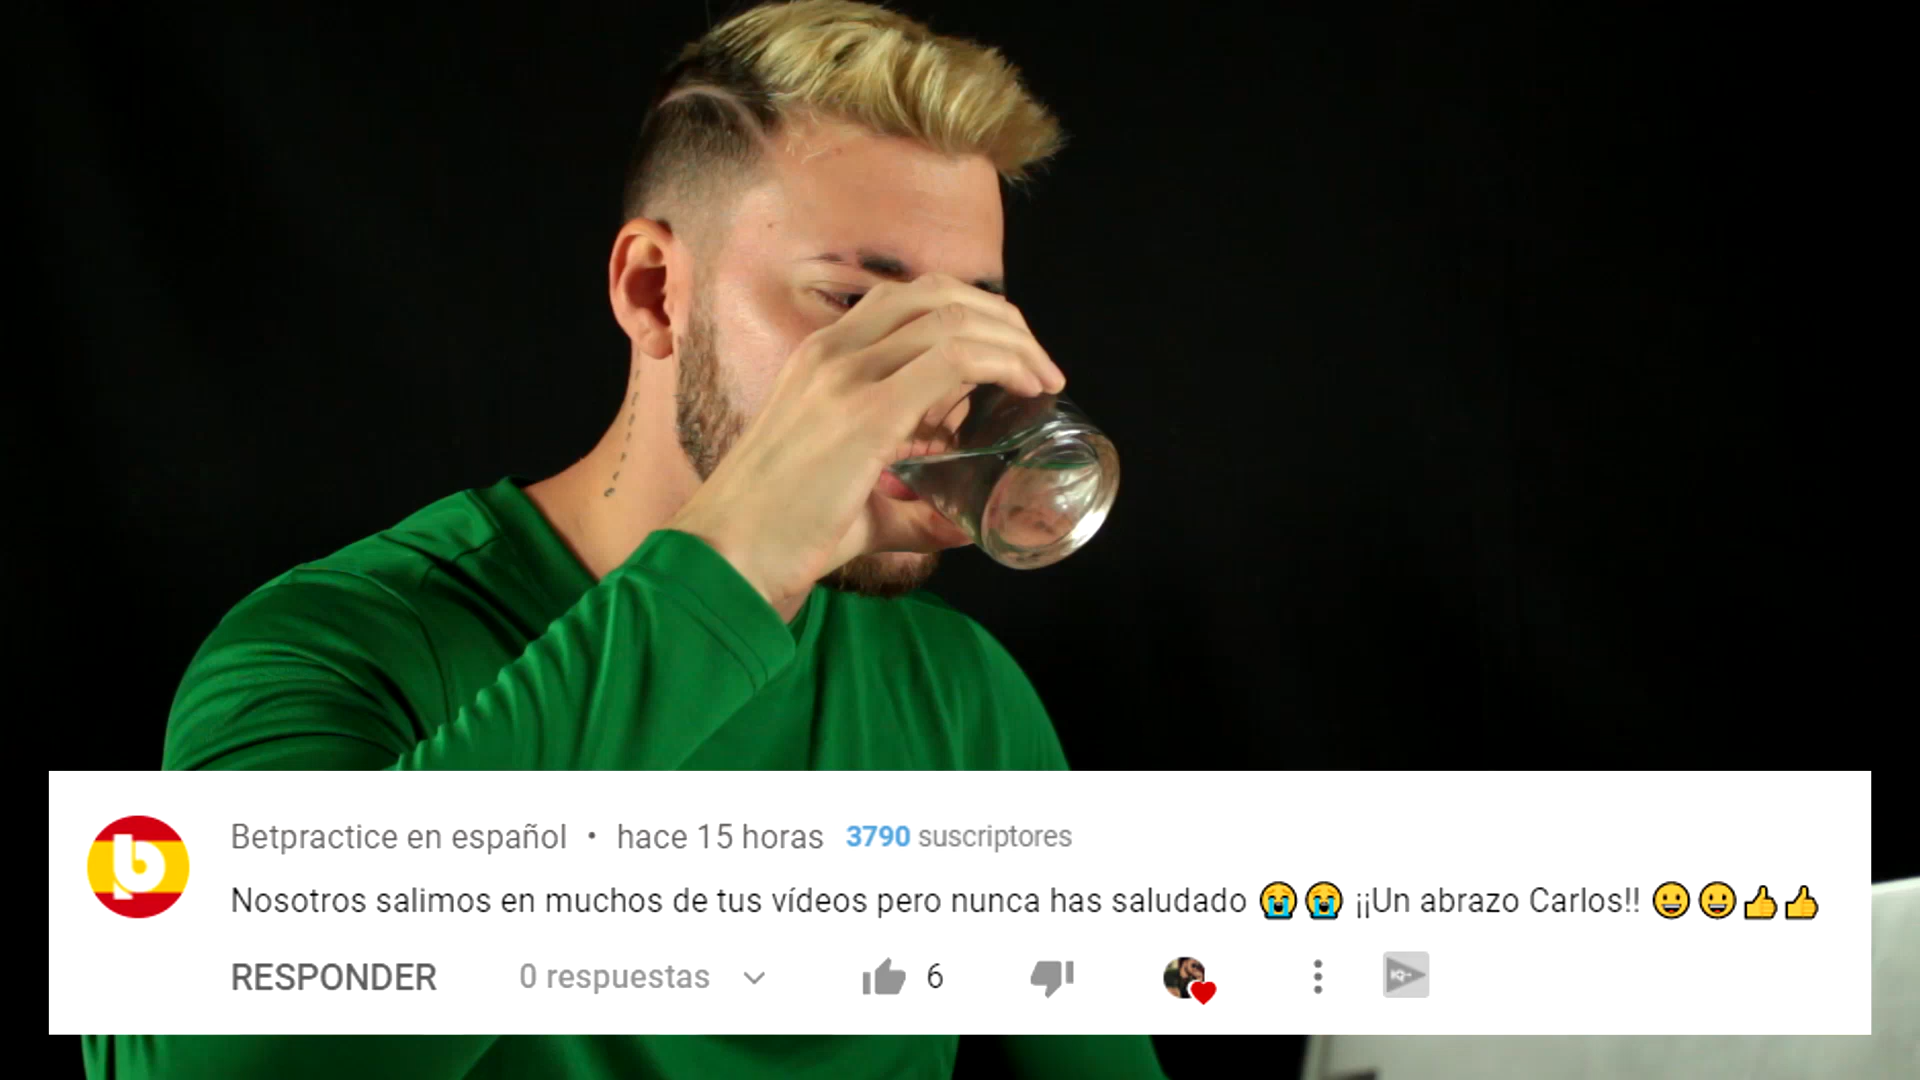 Betpractice en español • hace 15 horas 3790 suscriptores
Nosotros salimos en muchos de tus vídeos pero nunca has saludado 😭😭 ¡¡Un abrazo Carlos!! 😀😀👍👍
RESPONDER 0 respuestas 6